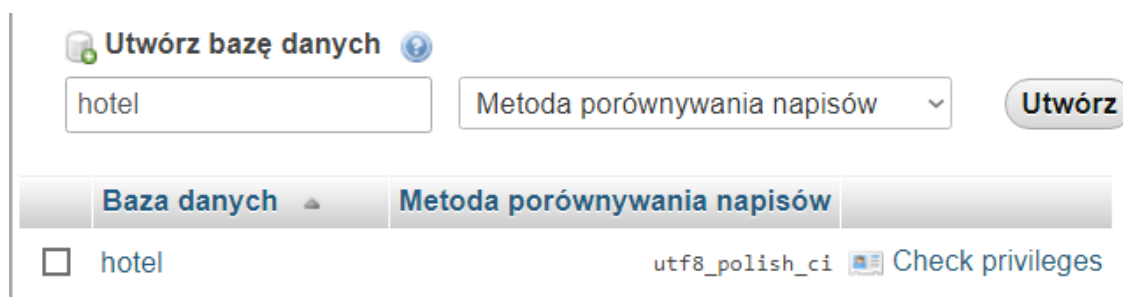 Utwórz bazę danych
hotel Metoda porównywania napisów Utwórz
Baza danych Metoda porównywania napisów
hotel utf8_polish_ci Check privileges